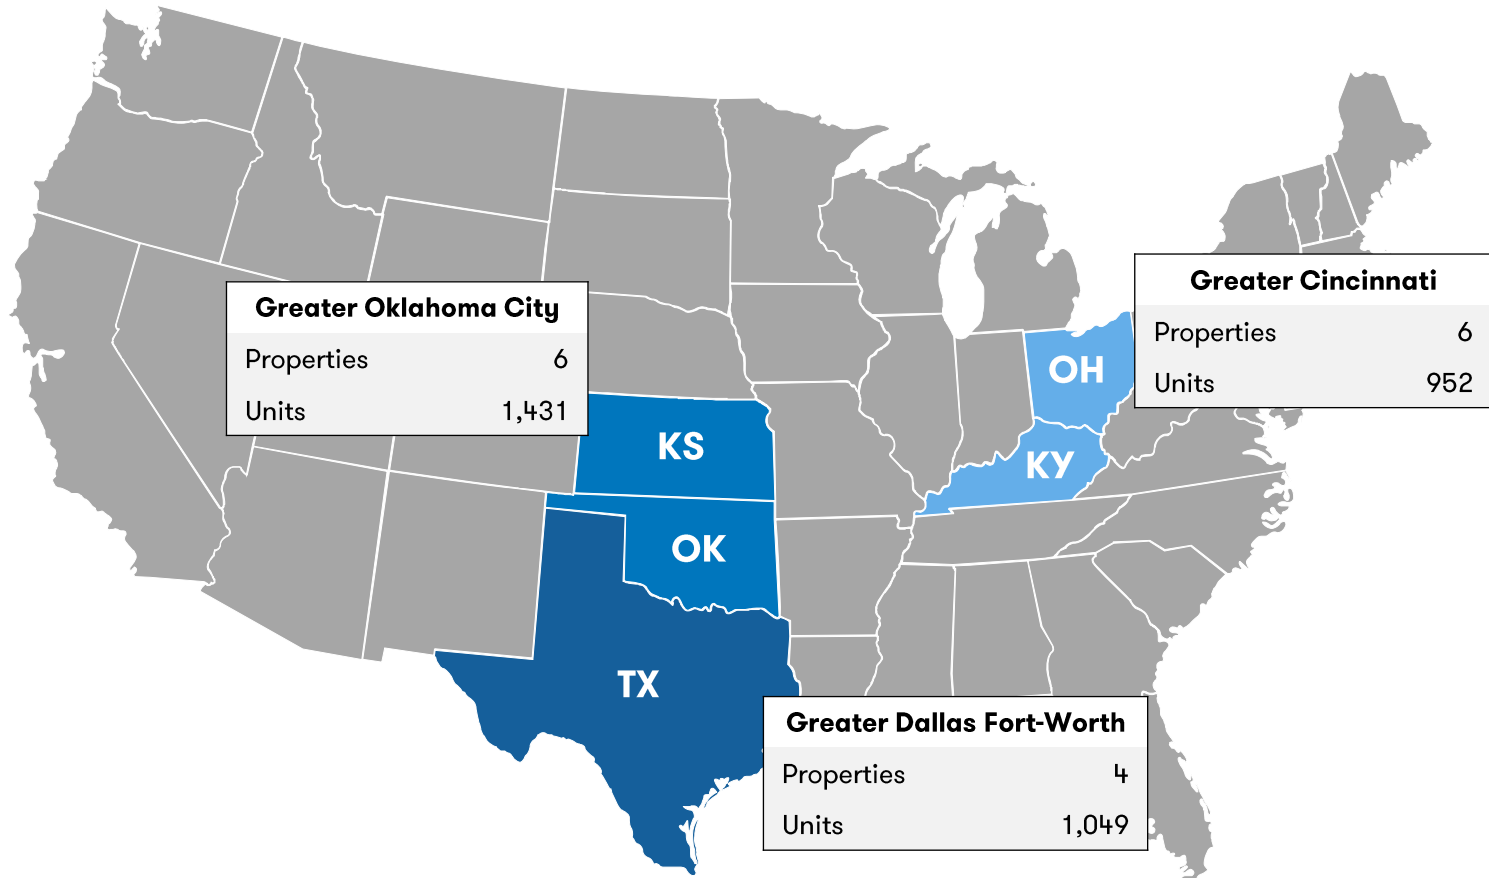 Greater Cincinnati
Properties 6
Units 952
Greater Oklahoma City
Properties 6
Units 1,431
OH
KS
KY
OK
TX
Greater Dallas Fort-Worth
Properties 4
Units 1,049